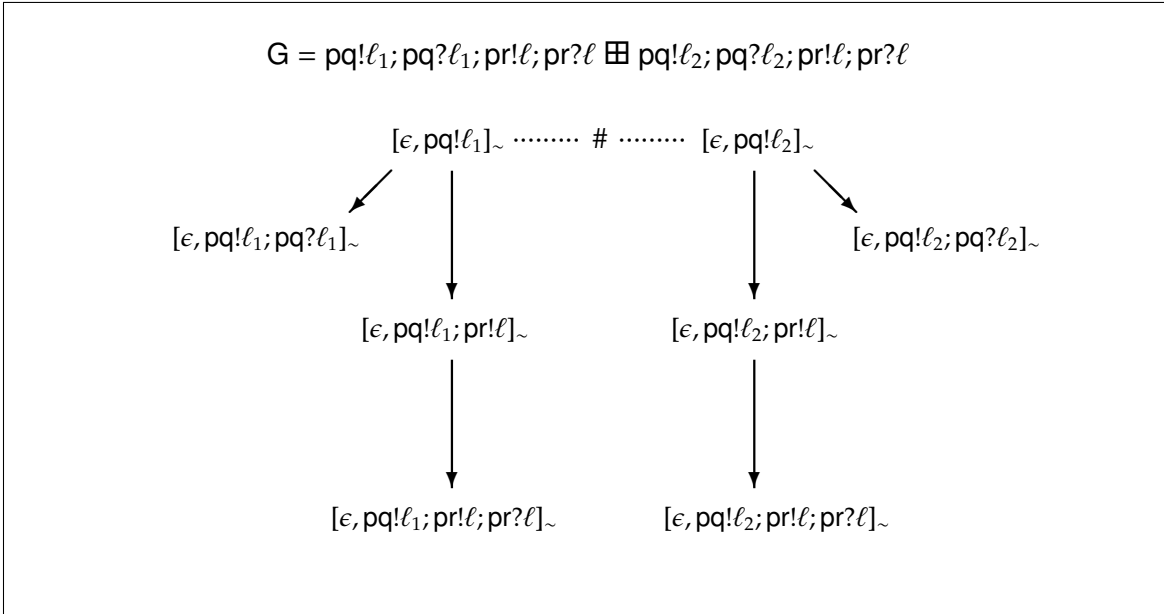 G = pq!ℓ₁; pq?ℓ₁; pr!ℓ; pr?ℓ ⊞ pq!ℓ₂; pq?ℓ₂; pr!ℓ; pr?ℓ
[ϵ, pq!ℓ₁]∼ ········· # ········· [ϵ, pq!ℓ₂]∼
[ϵ, pq!ℓ₁; pq?ℓ₁]∼ [ϵ, pq!ℓ₂; pq?ℓ₂]∼
[ϵ, pq!ℓ₁; pr!ℓ]∼ [ϵ, pq!ℓ₂; pr!ℓ]∼
[ϵ, pq!ℓ₁; pr!ℓ; pr?ℓ]∼ [ϵ, pq!ℓ₂; pr!ℓ; pr?ℓ]∼